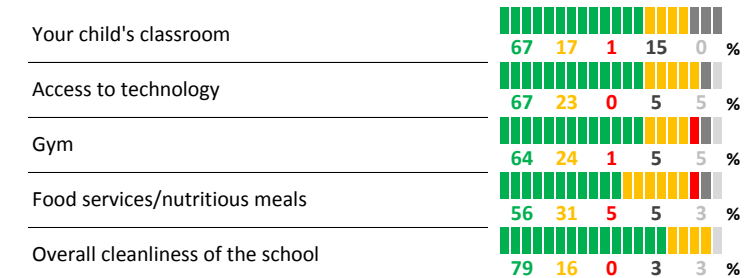 Your child's classroom
67 17 1 15 0 %
Access to technology
67 23 0 5 5 %
Gym
64 24 1 5 5 %
Food services/nutritious meals
56 31 5 5 3 %
Overall cleanliness of the school
79 16 0 3 3 %